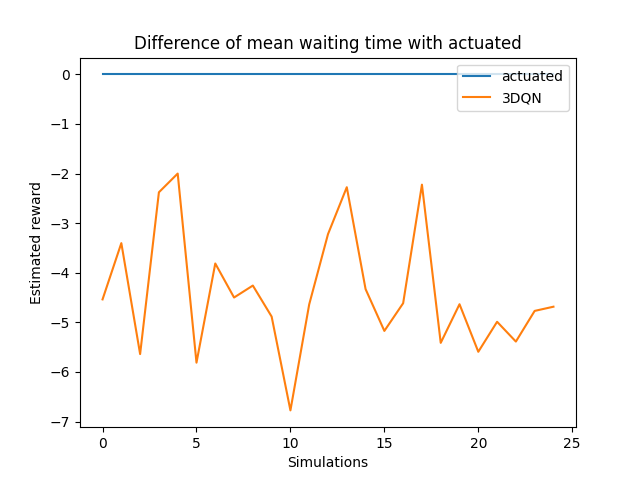 Difference of mean waiting time with actuated
actuated
3DQN
0
−1
−2
−3
−4
−5
−6
−7
Estimated reward
0 5 10 15 20 25
Simulations